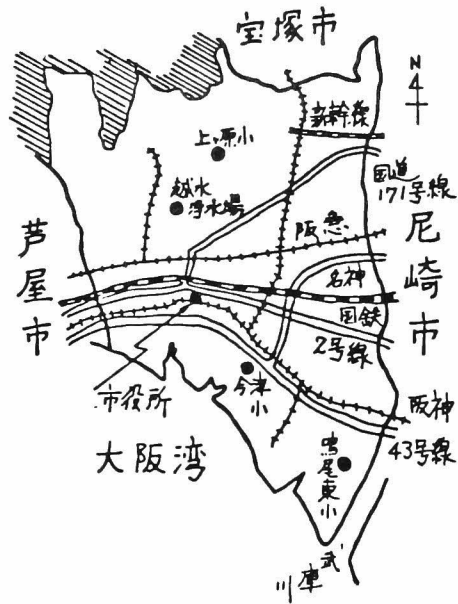 宝塚市
N
新幹線
上ヶ原小
国道
171号線
越水
浄水場
阪急
芦屋市
尼崎市
名神
国鉄
2号線
市役所
今津小
阪神
43号線
大阪湾
鳴尾東小
武庫川